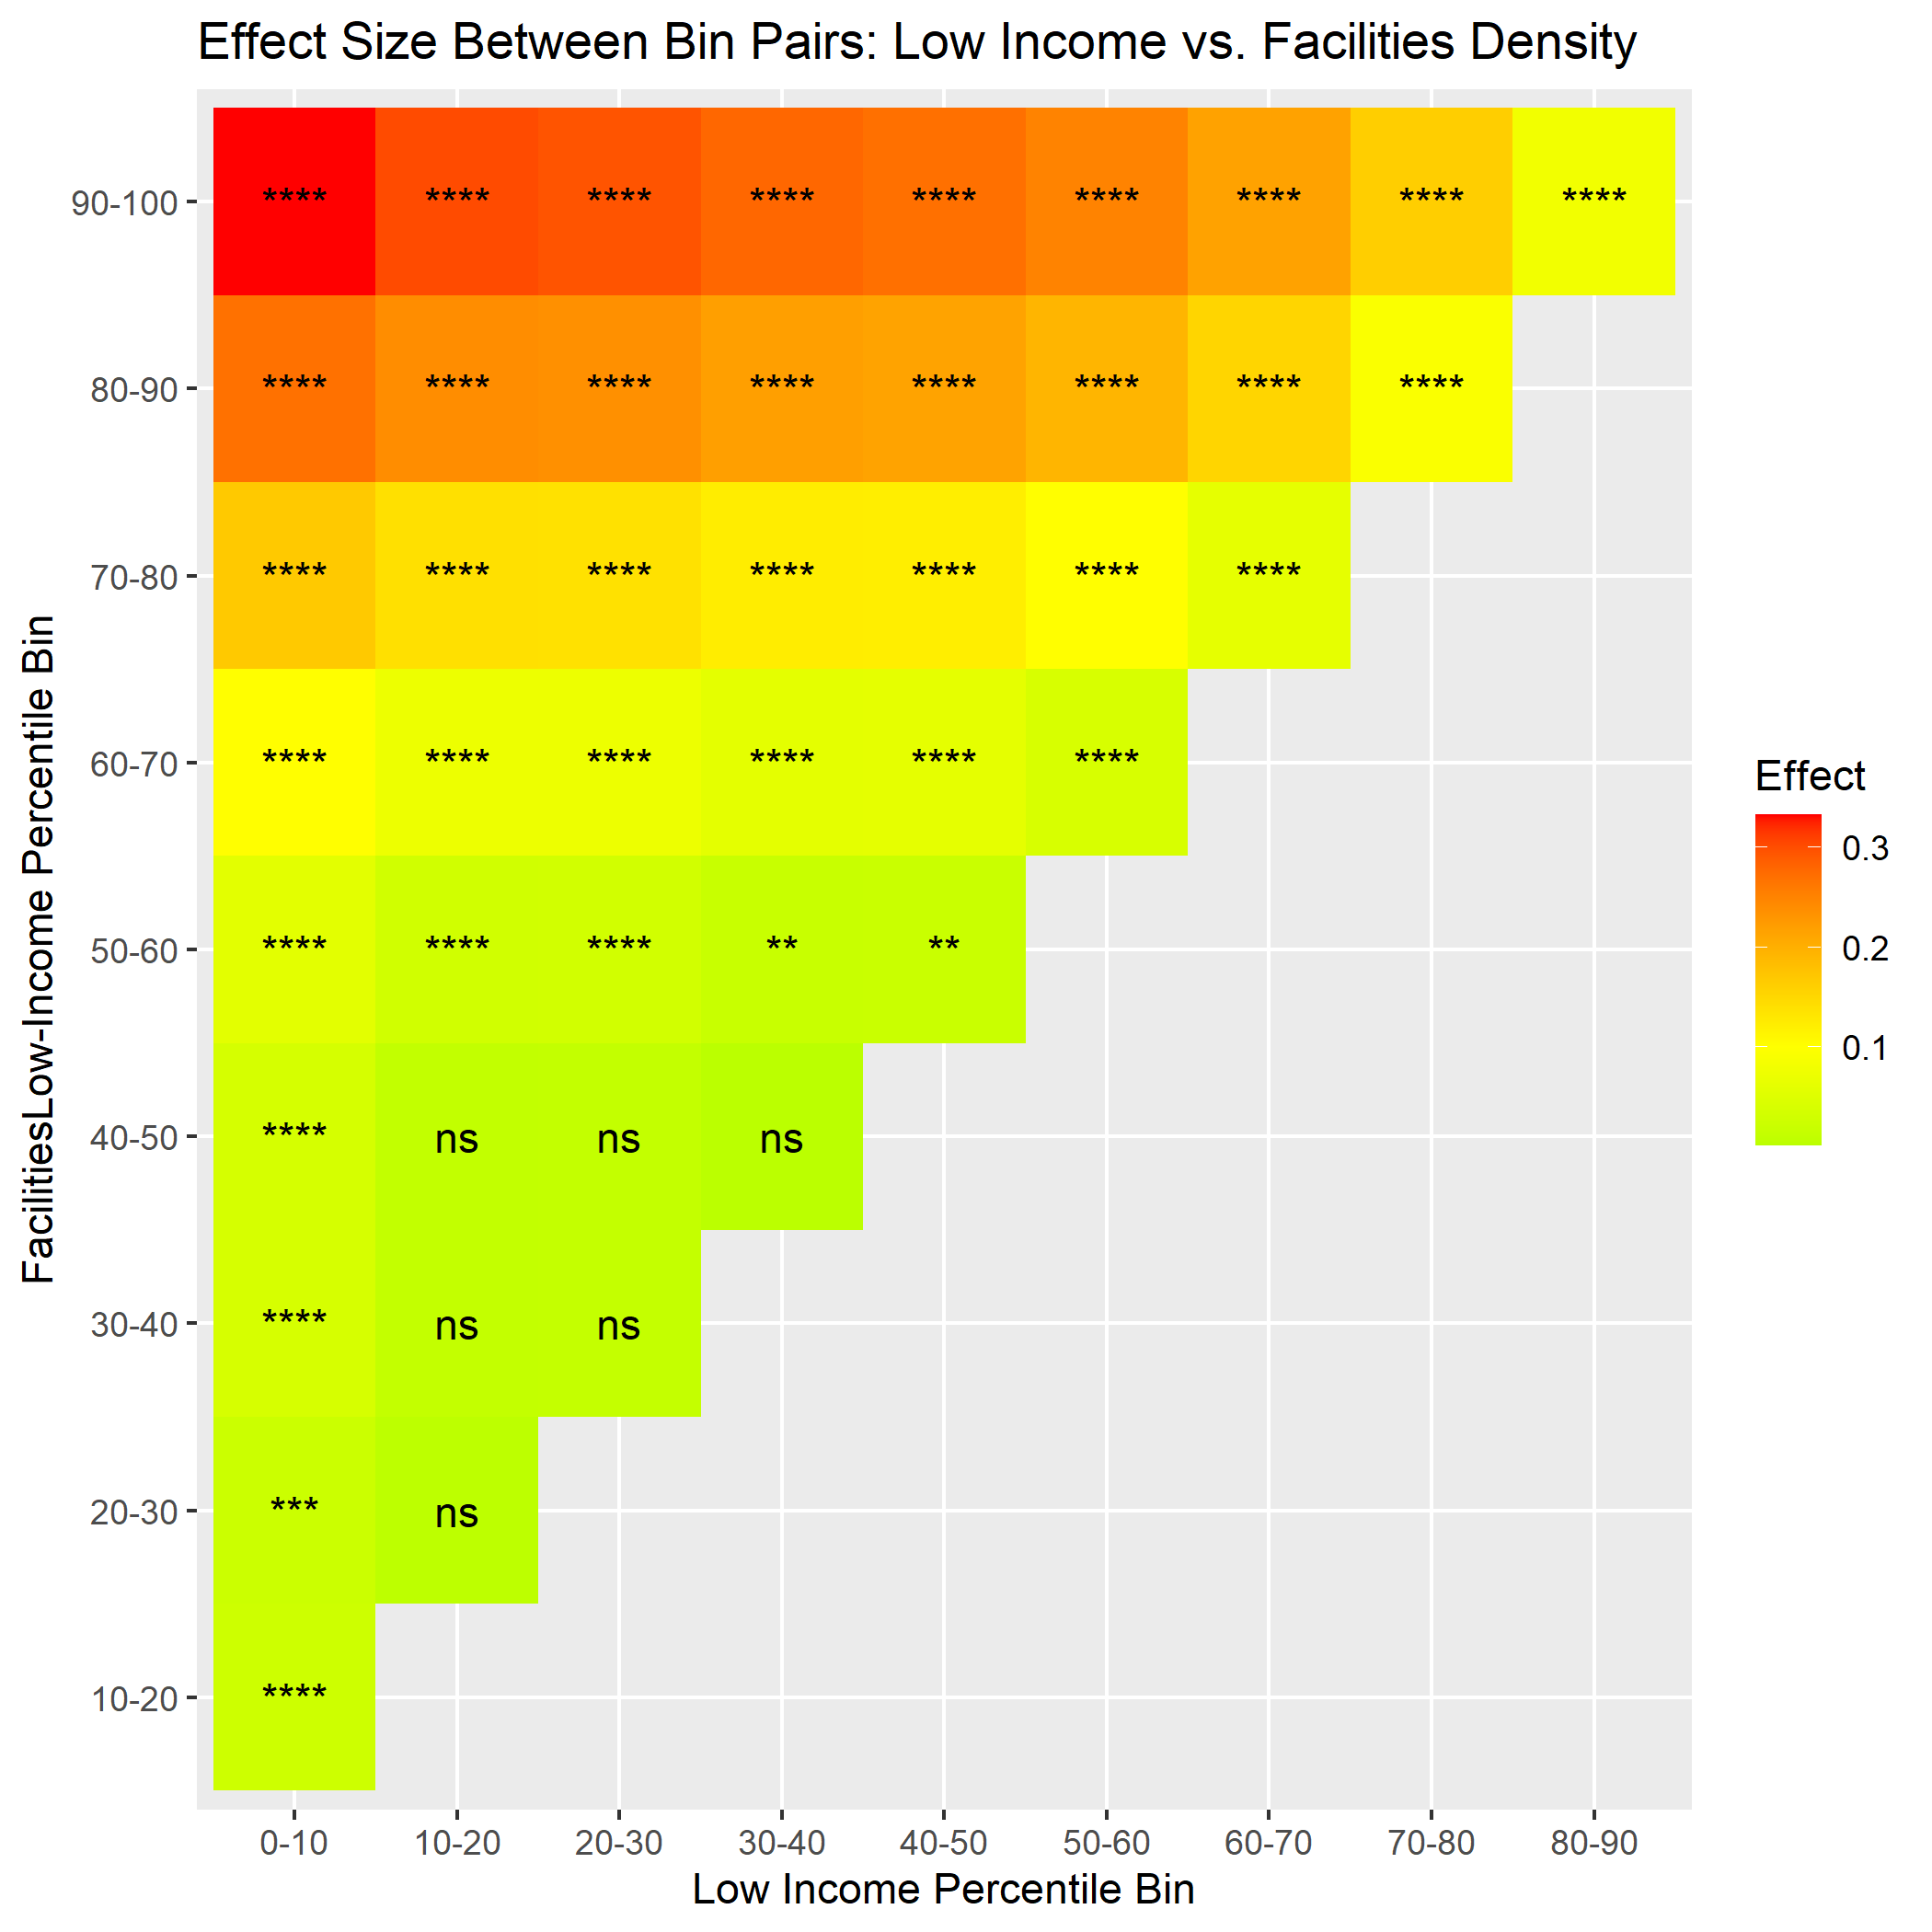 Effect Size Between Bin Pairs: Low Income vs. Facilities Density
FacilitiesLow-Income Percentile Bin
90-100 **** **** **** **** **** **** **** **** ****
80-90 **** **** **** **** **** **** **** ****
70-80 **** **** **** **** **** **** ****
60-70 **** **** **** **** **** ****
50-60 **** **** **** ** **
40-50 **** ns ns ns
30-40 **** ns ns
20-30 *** ns
10-20 ****
0-10 10-20 20-30 30-40 40-50 50-60 60-70 70-80 80-90
Low Income Percentile Bin
Effect
0.3
0.2
0.1